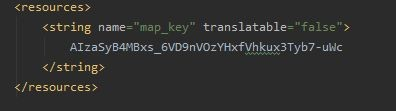 <resources>
<string name="map_key" translatable="false">
AIzaSyB4MBxs_6VD9nVOzYHxfVhkux3Tyb7-uWc
</string>
</resources>